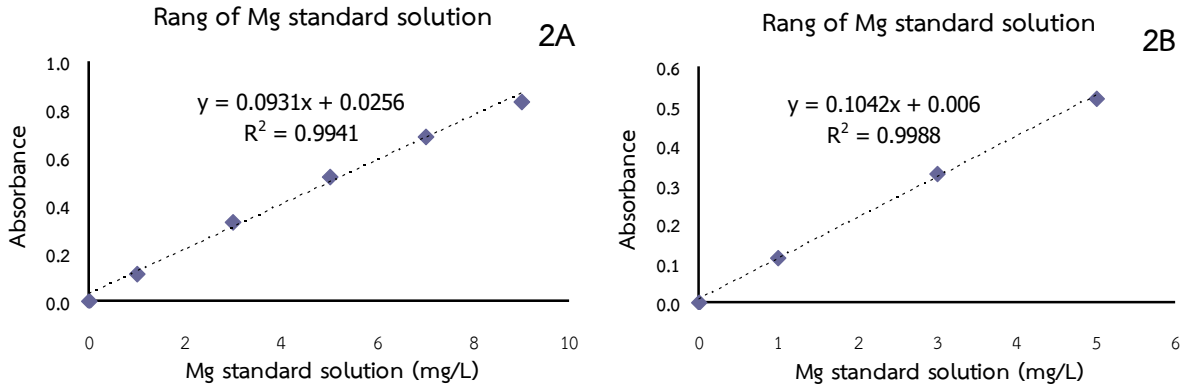 Rang of Mg standard solution
2A
1.0
0.8
0.6
0.4
0.2
0.0
Absorbance
y = 0.0931x + 0.0256
R² = 0.9941
0 2 4 6 8 10
Mg standard solution (mg/L)
Rang of Mg standard solution
2B
0.6
0.5
0.4
0.3
0.2
0.1
0.0
Absorbance
y = 0.1042x + 0.006
R² = 0.9988
0 1 2 3 4 5 6
Mg standard solution (mg/L)